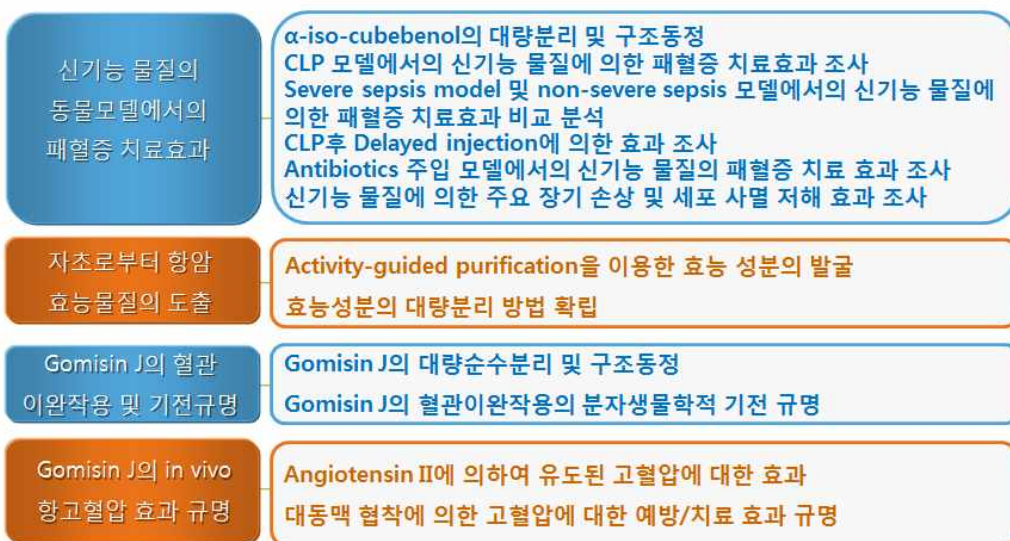 신기능 물질의
동물모델에서의
패혈증 치료효과
α-iso-cubebenol의 대량분리 및 구조동정
CLP 모델에서의 신기능 물질에 의한 패혈증 치료효과 조사
Severe sepsis model 및 non-severe sepsis 모델에서의 신기능 물질에
의한 패혈증 치료효과 비교 분석
CLP후 Delayed injection에 의한 효과 조사
Antibiotics 주입 모델에서의 신기능 물질의 패혈증 치료 효과 조사
신기능 물질에 의한 주요 장기 손상 및 세포 사멸 저해 효과 조사
자초로부터 항암
효능물질의 도출
Activity-guided purification을 이용한 효능 성분의 발굴
효능성분의 대량분리 방법 확립
Gomisin J의 혈관
이완작용 및 기전규명
Gomisin J의 대량순수분리 및 구조동정
Gomisin J의 혈관이완작용의 분자생물학적 기전 규명
Gomisin J의 in vivo
항고혈압 효과 규명
Angiotensin II에 의하여 유도된 고혈압에 대한 효과
대동맥 협착에 의한 고혈압에 대한 예방/치료 효과 규명